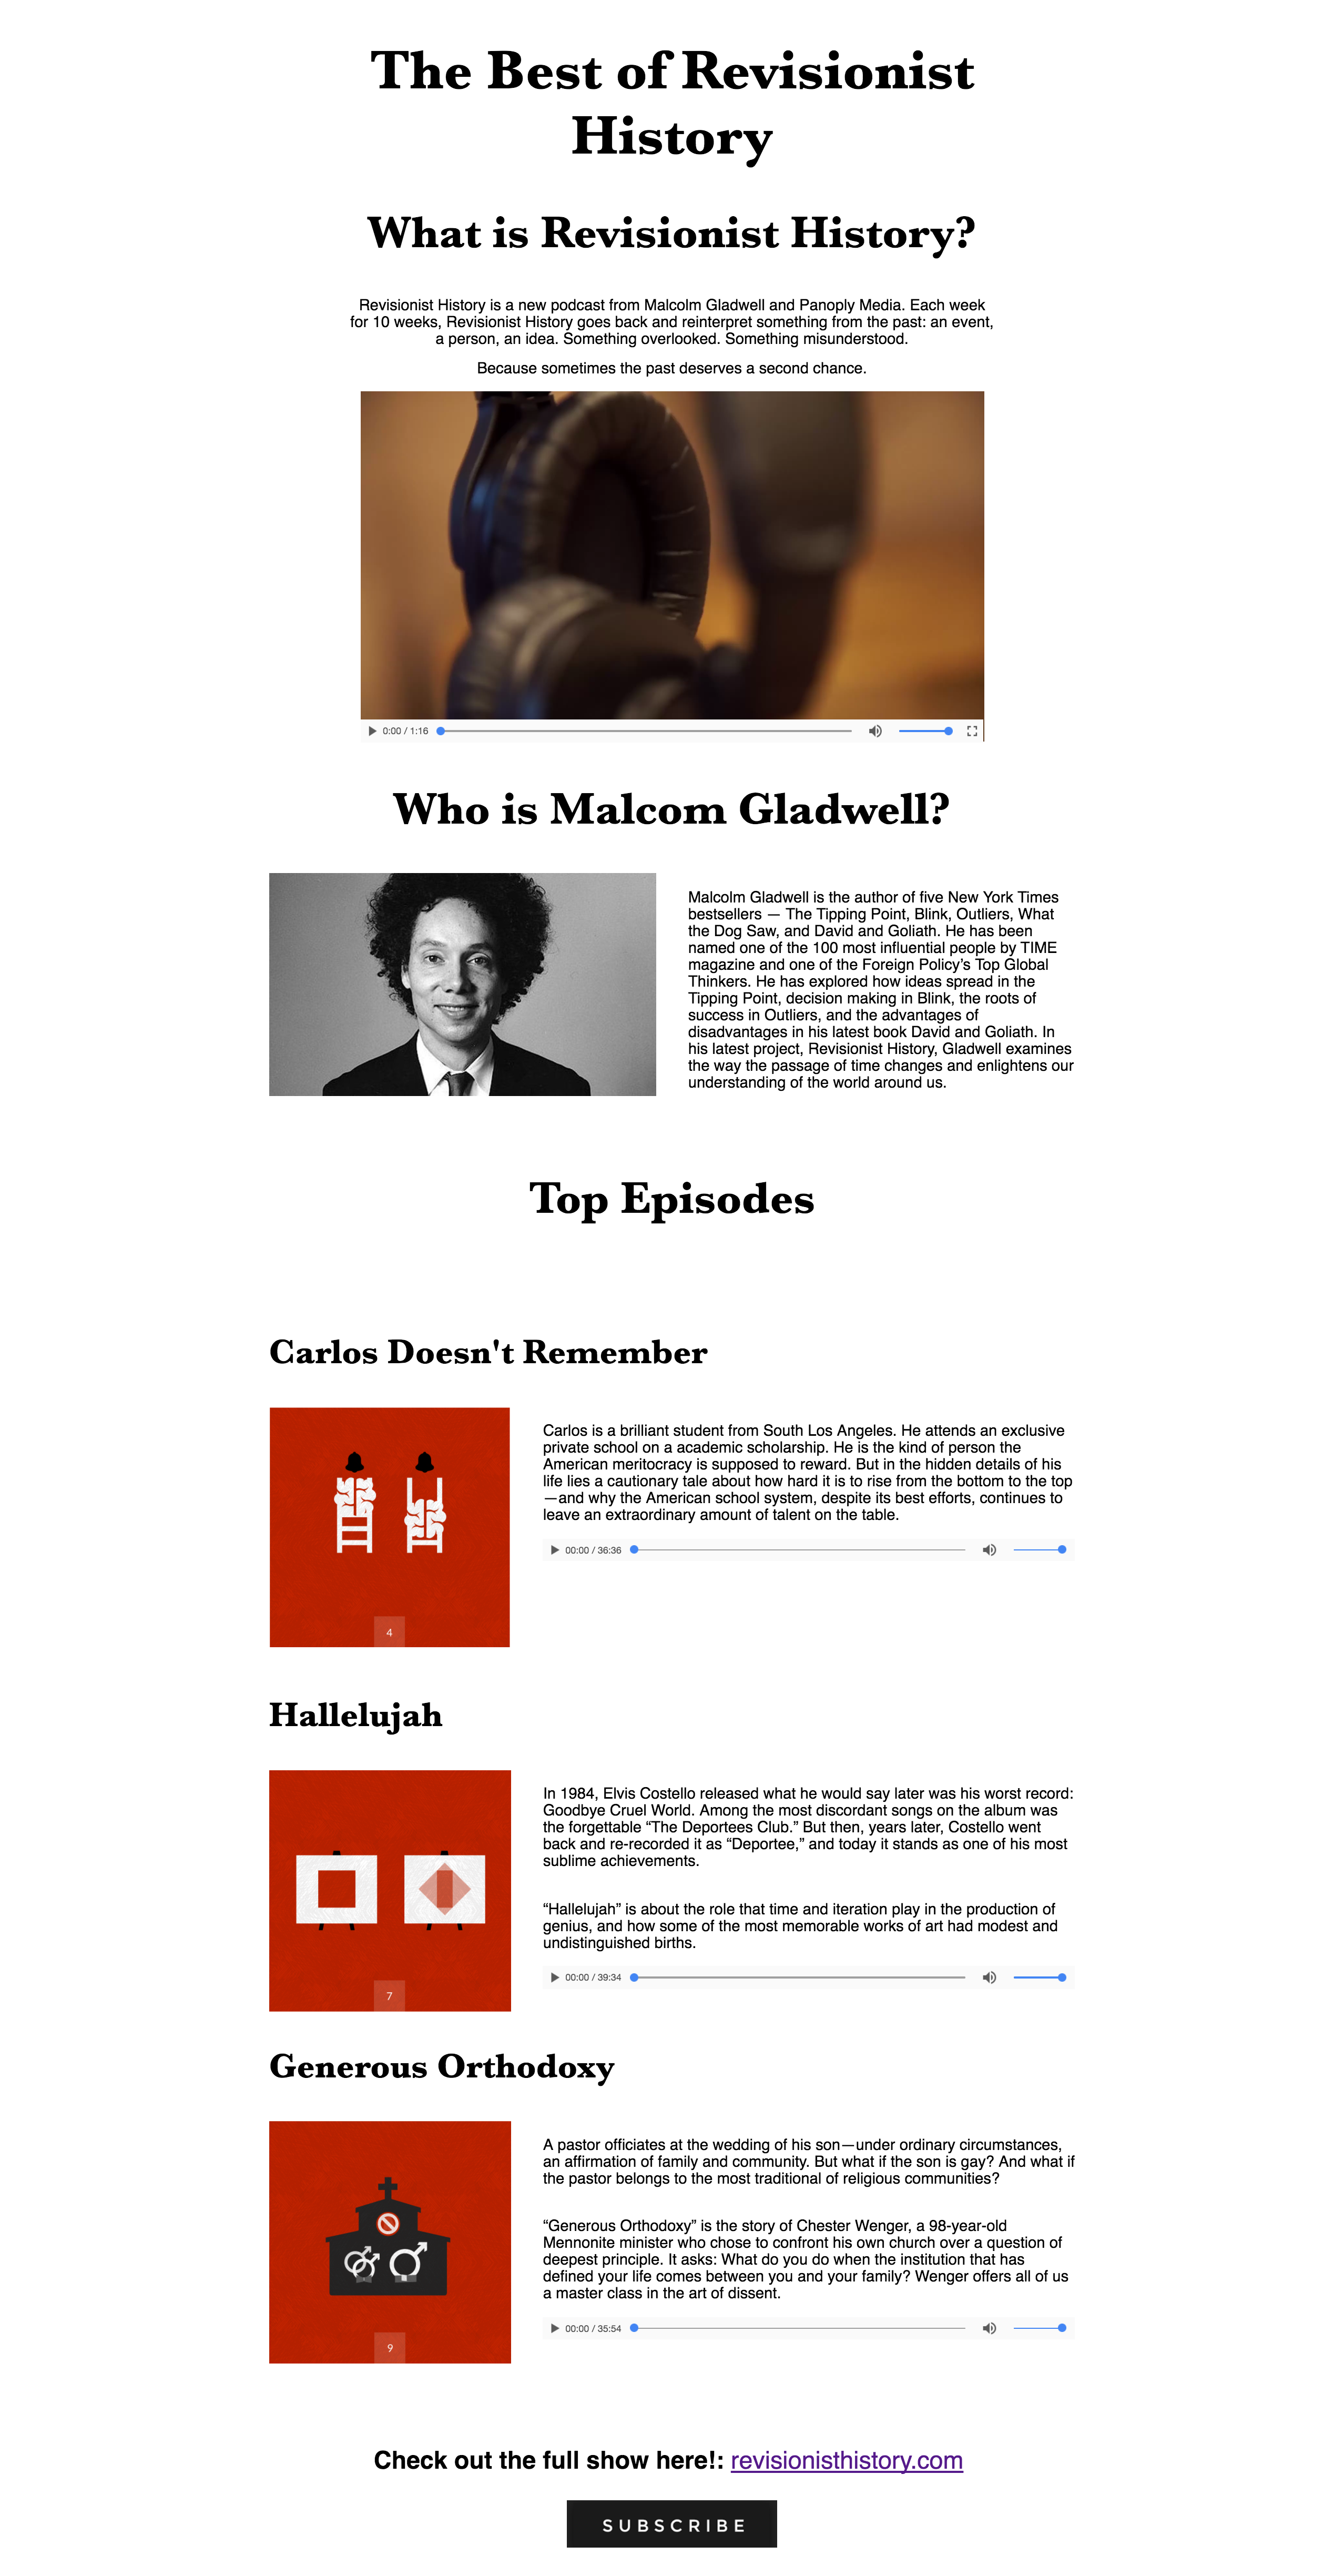 The Best of Revisionist
History
What is Revisionist History?
Revisionist History is a new podcast from Malcolm Gladwell and Panoply Media. Each week
for 10 weeks, Revisionist History goes back and reinterpret something from the past: an event,
a person, an idea. Something overlooked. Something misunderstood.
Because sometimes the past deserves a second chance.
0:00 / 1:16
Who is Malcom Gladwell?
Malcolm Gladwell is the author of five New York Times
bestsellers — The Tipping Point, Blink, Outliers, What
the Dog Saw, and David and Goliath. He has been
named one of the 100 most influential people by TIME
magazine and one of the Foreign Policy’s Top Global
Thinkers. He has explored how ideas spread in the
Tipping Point, decision making in Blink, the roots of
success in Outliers, and the advantages of
disadvantages in his latest book David and Goliath. In
his latest project, Revisionist History, Gladwell examines
the way the passage of time changes and enlightens our
understanding of the world around us.
Top Episodes
Carlos Doesn't Remember
4
Carlos is a brilliant student from South Los Angeles. He attends an exclusive
private school on a academic scholarship. He is the kind of person the
American meritocracy is supposed to reward. But in the hidden details of his
life lies a cautionary tale about how hard it is to rise from the bottom to the top
—and why the American school system, despite its best efforts, continues to
leave an extraordinary amount of talent on the table.
00:00 / 36:36
Hallelujah
7
In 1984, Elvis Costello released what he would say later was his worst record:
Goodbye Cruel World. Among the most discordant songs on the album was
the forgettable “The Deportees Club.” But then, years later, Costello went
back and re-recorded it as “Deportee,” and today it stands as one of his most
sublime achievements.
“Hallelujah” is about the role that time and iteration play in the production of
genius, and how some of the most memorable works of art had modest and
undistinguished births.
00:00 / 39:34
Generous Orthodoxy
9
A pastor officiates at the wedding of his son—under ordinary circumstances,
an affirmation of family and community. But what if the son is gay? And what if
the pastor belongs to the most traditional of religious communities?
“Generous Orthodoxy” is the story of Chester Wenger, a 98-year-old
Mennonite minister who chose to confront his own church over a question of
deepest principle. It asks: What do you do when the institution that has
defined your life comes between you and your family? Wenger offers all of us
a master class in the art of dissent.
00:00 / 35:54
Check out the full show here!: revisionisthistory.com
SUBSCRIBE